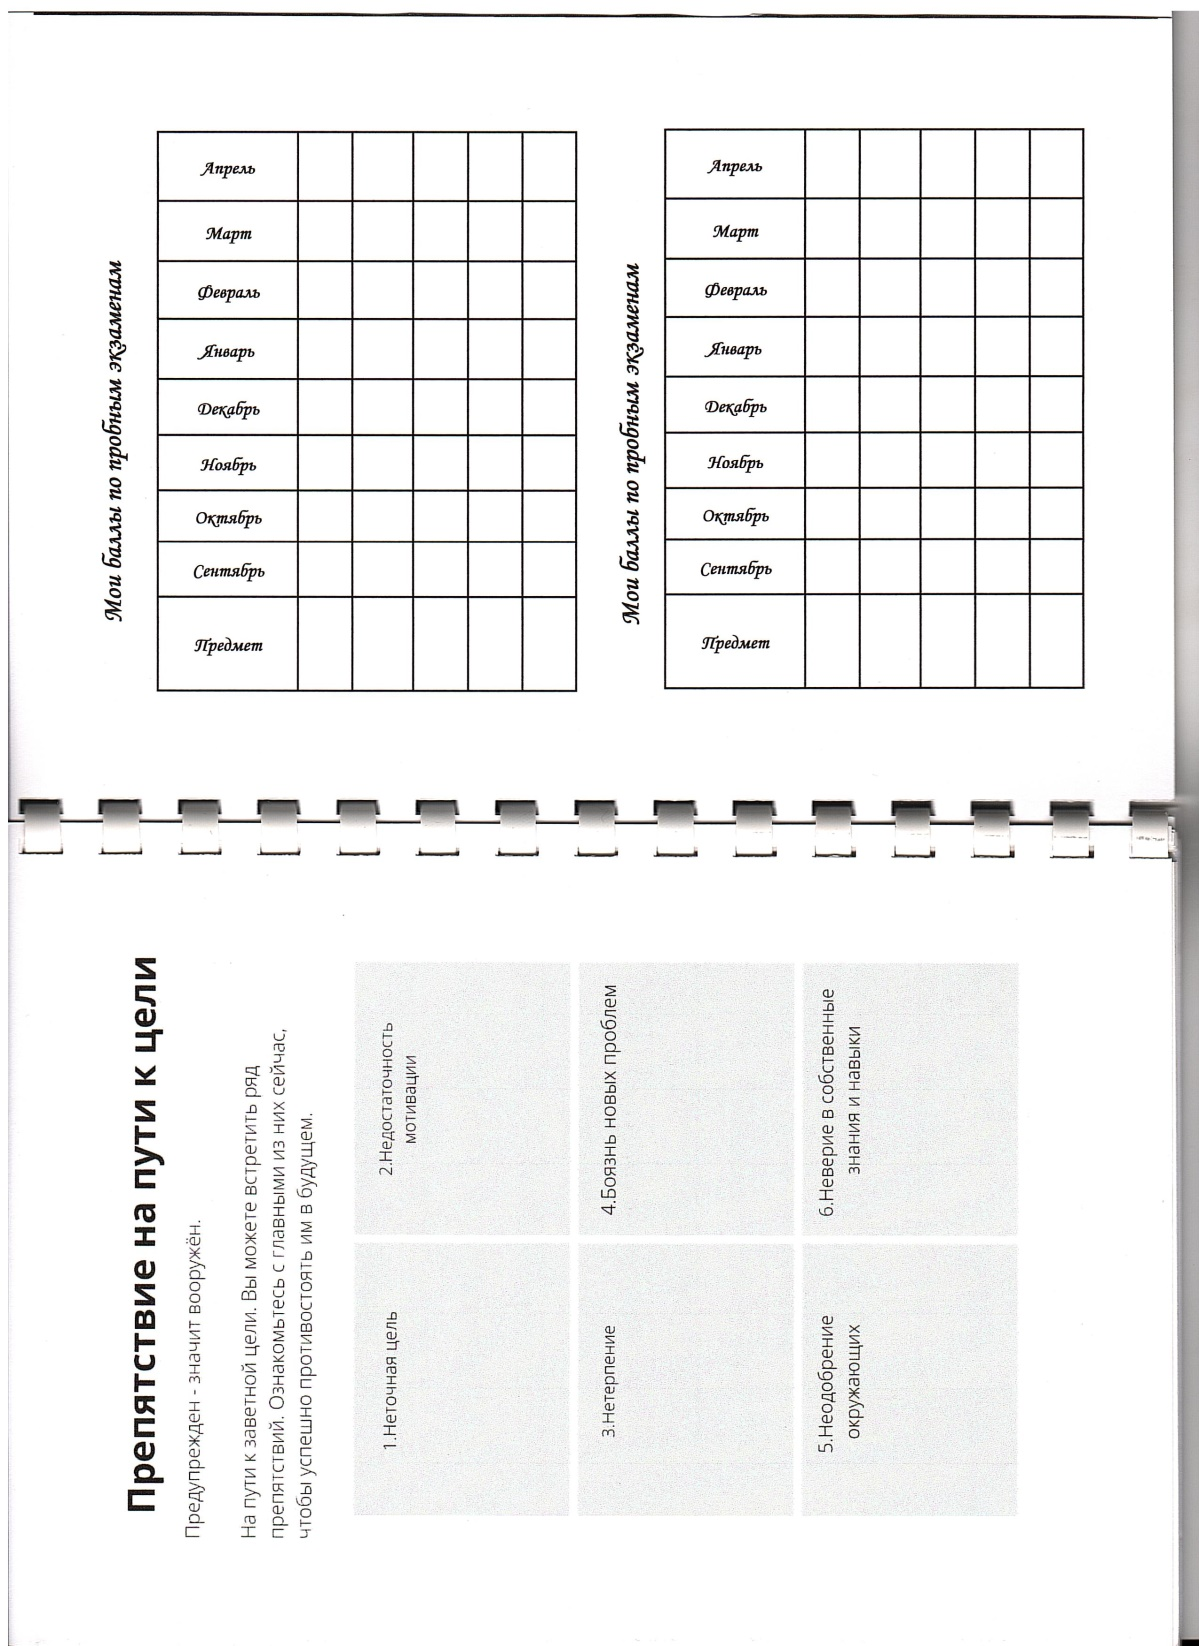 Препятствие на пути к цели
Предупрежден - значит вооружён.
На пути к заветной цели. Вы можете встретить ряд
препятствий. Ознакомьтесь с главными из них сейчас,
чтобы успешно противостоять им в будущем.
1.Неточная цель
2.Недостаточность
мотивации
3.Нетерпение
4.Боязнь новых проблем
5.Неодобрение
окружающих
6.Неверие в собственные
знания и навыки
Мои баллы по пробным экзаменам
Предмет Сентябрь Октябрь Ноябрь Декабрь Январь Февраль Март Апрель
Мои баллы по пробным экзаменам
Предмет Сентябрь Октябрь Ноябрь Декабрь Январь Февраль Март Апрель